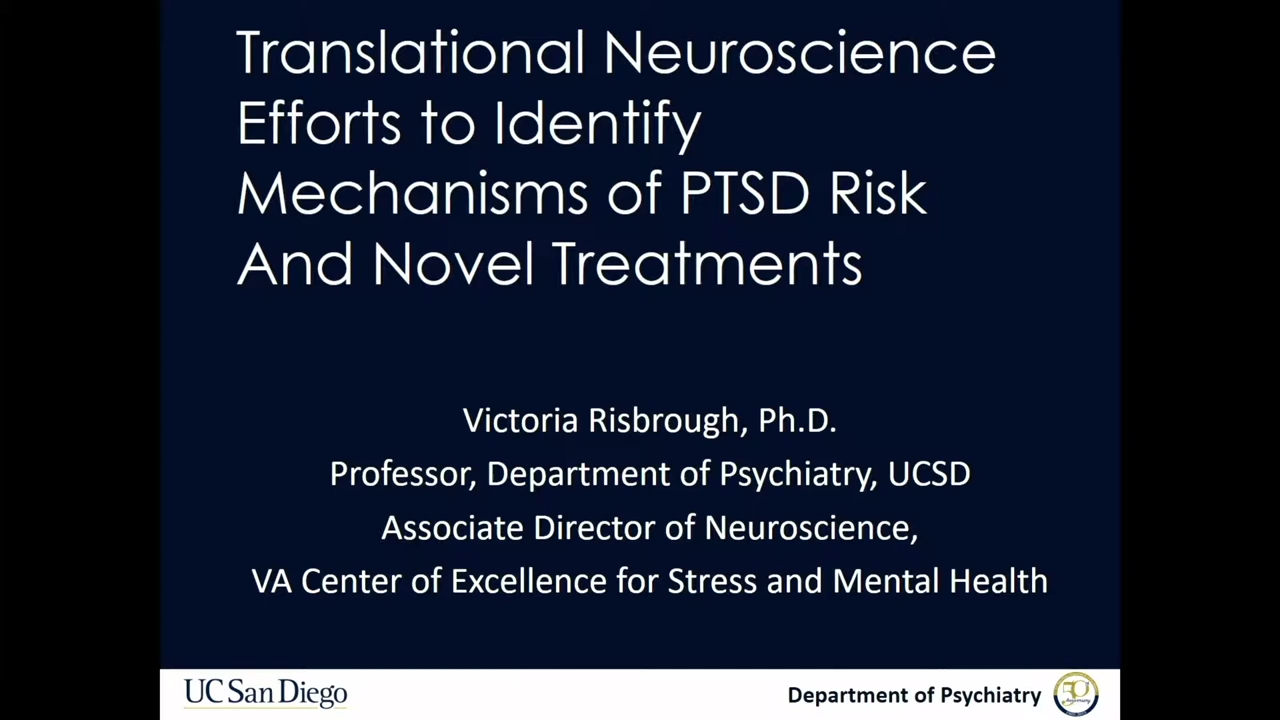 Translational Neuroscience
Efforts to Identify
Mechanisms of PTSD Risk
And Novel Treatments
Victoria Risbrough, Ph.D.
Professor, Department of Psychiatry, UCSD
Associate Director of Neuroscience,
VA Center of Excellence for Stress and Mental Health
UC San Diego
Department of Psychiatry
50